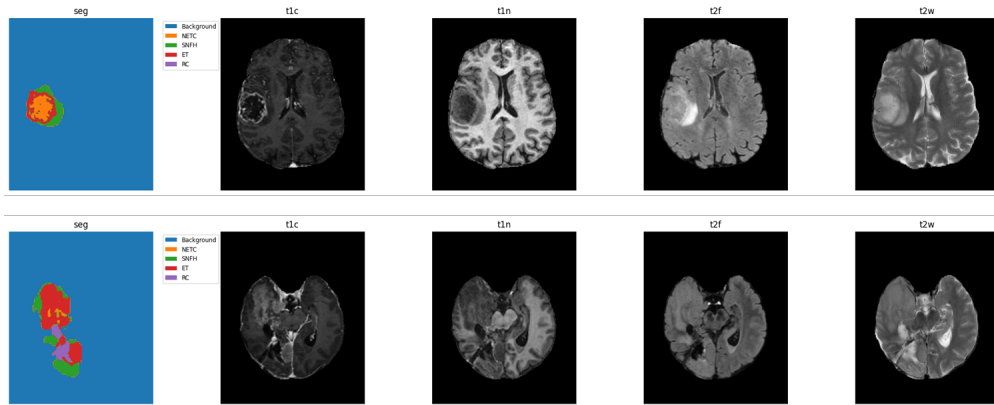 seg t1c t1n t2f t2w
Background
NETC
SNFH
ET
RC
seg t1c t1n t2f t2w
Background
NETC
SNFH
ET
RC